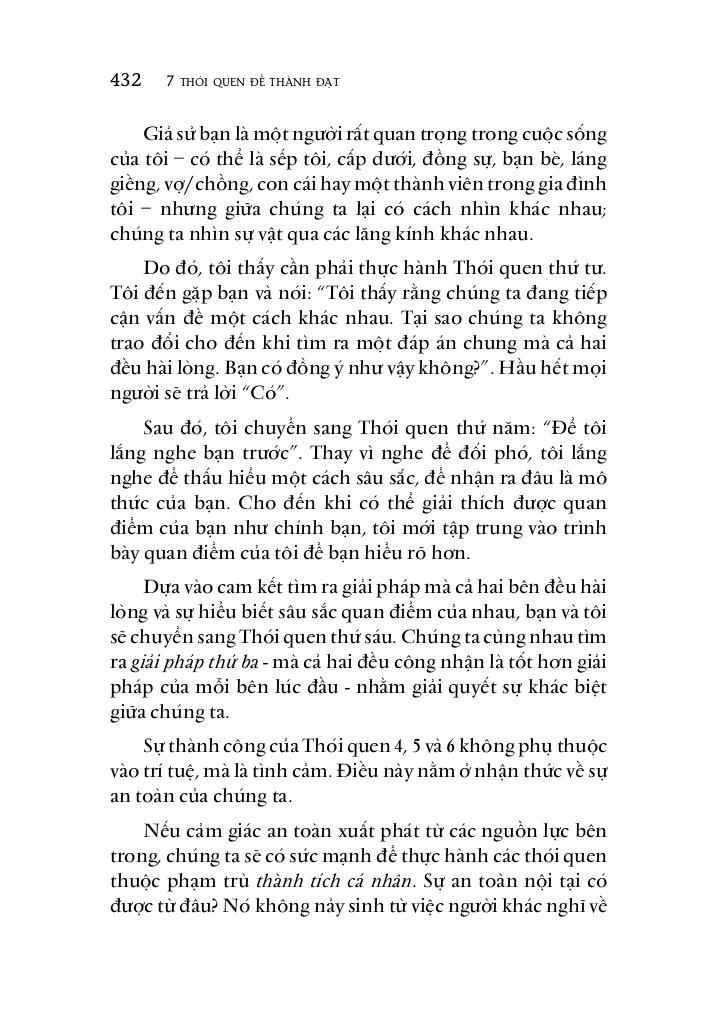 432 7 THÓI QUEN ĐỂ THÀNH ĐẠT
Giả sử bạn là một người rất quan trọng trong cuộc sống
của tôi – có thể là sếp tôi, cấp dưới, đồng sự, bạn bè, láng
giềng, vợ/chồng, con cái hay một thành viên trong gia đình
tôi – nhưng giữa chúng ta lại có cách nhìn khác nhau;
chúng ta nhìn sự vật qua các lăng kính khác nhau.
Do đó, tôi thấy cần phải thực hành Thói quen thứ tư.
Tôi đến gặp bạn và nói: “Tôi thấy rằng chúng ta đang tiếp
cận vấn đề một cách khác nhau. Tại sao chúng ta không
trao đổi cho đến khi tìm ra một đáp án chung mà cả hai
đều hài lòng. Bạn có đồng ý như vậy không?”. Hầu hết mọi
người sẽ trả lời “Có”.
Sau đó, tôi chuyển sang Thói quen thứ năm: “Để tôi
lắng nghe bạn trước”. Thay vì nghe để đối phó, tôi lắng
nghe để thấu hiểu một cách sâu sắc, để nhận ra đâu là mô
thức của bạn. Cho đến khi có thể giải thích được quan
điểm của bạn như chính bạn, tôi mới tập trung vào trình
bày quan điểm của tôi để bạn hiểu rõ hơn.
Dựa vào cam kết tìm ra giải pháp mà cả hai bên đều hài
lòng và sự hiểu biết sâu sắc quan điểm của nhau, bạn và tôi
sẽ chuyển sang Thói quen thứ sáu. Chúng ta cùng nhau tìm
ra giải pháp thứ ba - mà cả hai đều công nhận là tốt hơn giải
pháp của mỗi bên lúc đầu - nhằm giải quyết sự khác biệt
giữa chúng ta.
Sự thành công của Thói quen 4, 5 và 6 không phụ thuộc
vào trí tuệ, mà là tình cảm. Điều này nằm ở nhận thức về sự
an toàn của chúng ta.
Nếu cảm giác an toàn xuất phát từ các nguồn lực bên
trong, chúng ta sẽ có sức mạnh để thực hành các thói quen
thuộc phạm trù thành tích cá nhân. Sự an toàn nội tại có
được từ đâu? Nó không nảy sinh từ việc người khác nghĩ về